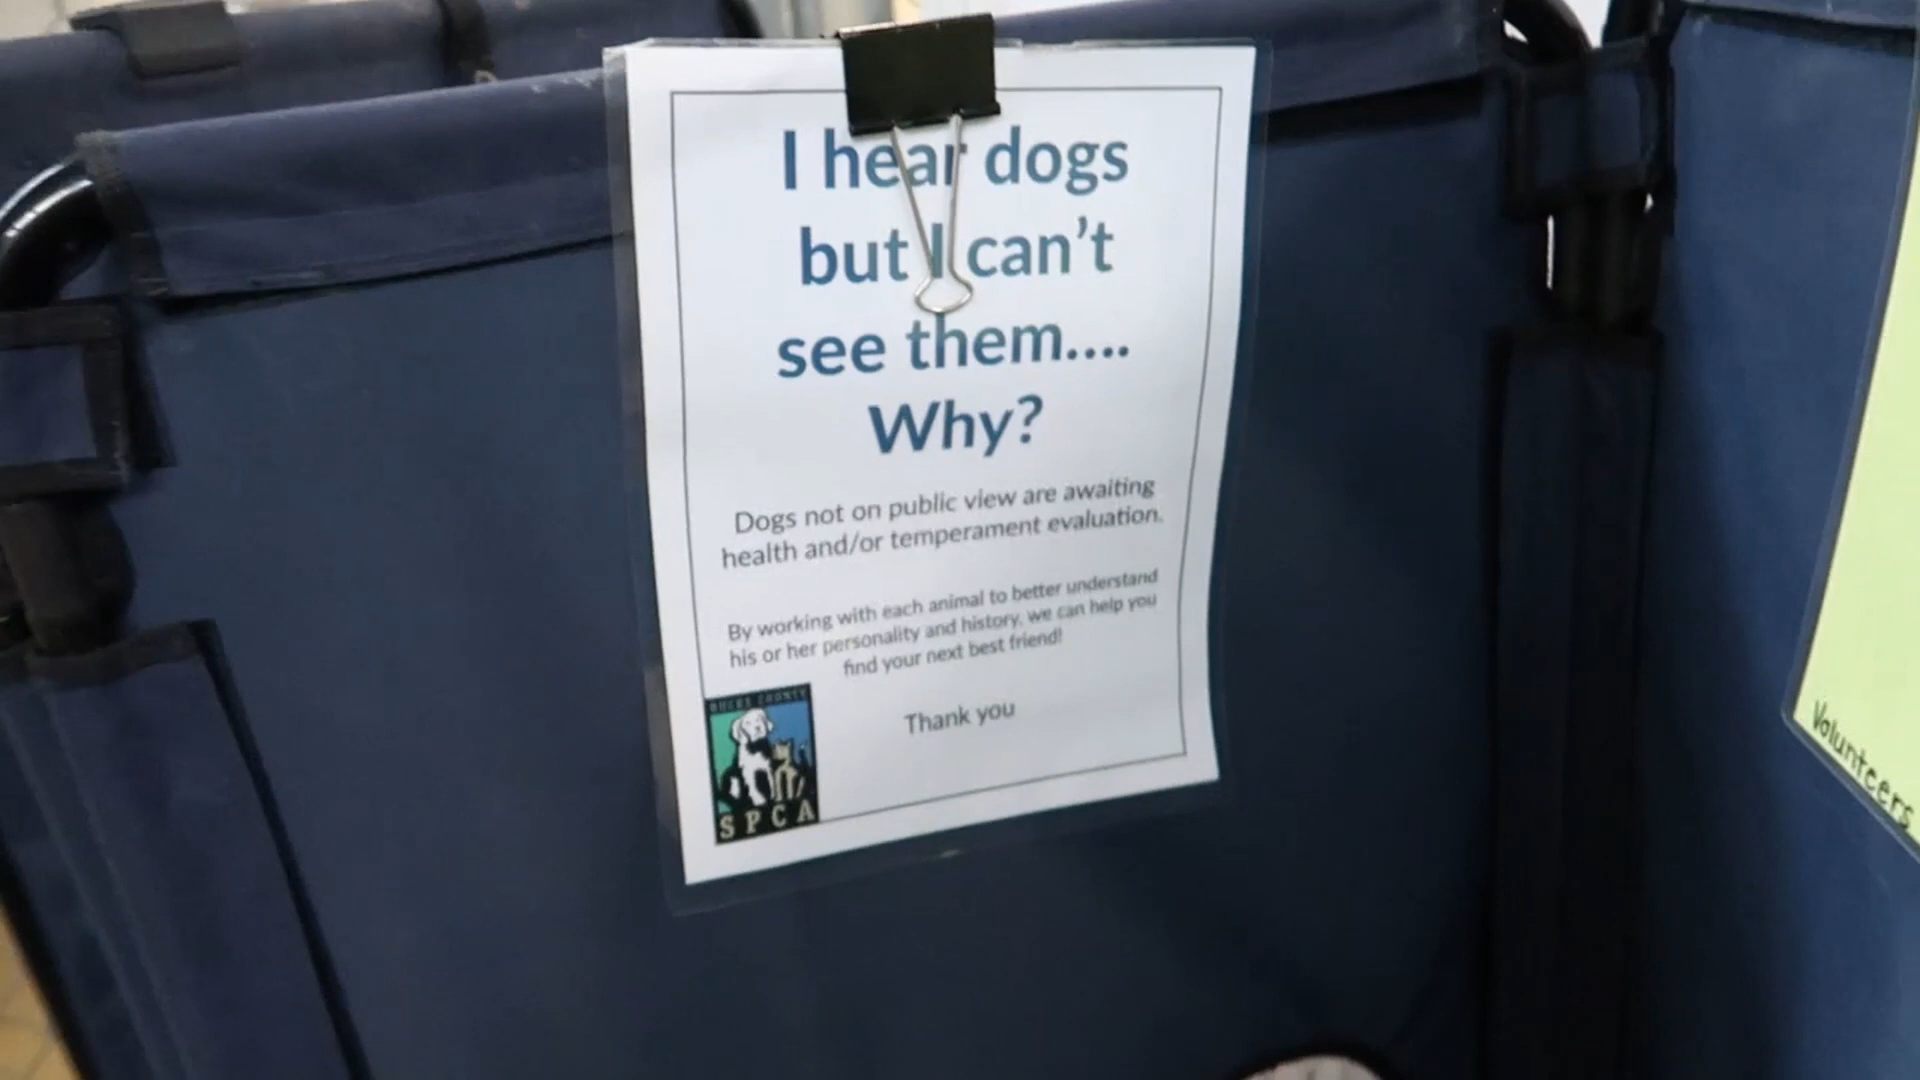 I hear dogs
but I can't
see them....
Why?
Dogs not on public view are awaiting
health and/or temperament evaluation.
By working with each animal to better understand
his or her personality and history, we can help you
find your next best friend!
Thank you
BUCKS COUNTY
SPCA
Volunteers